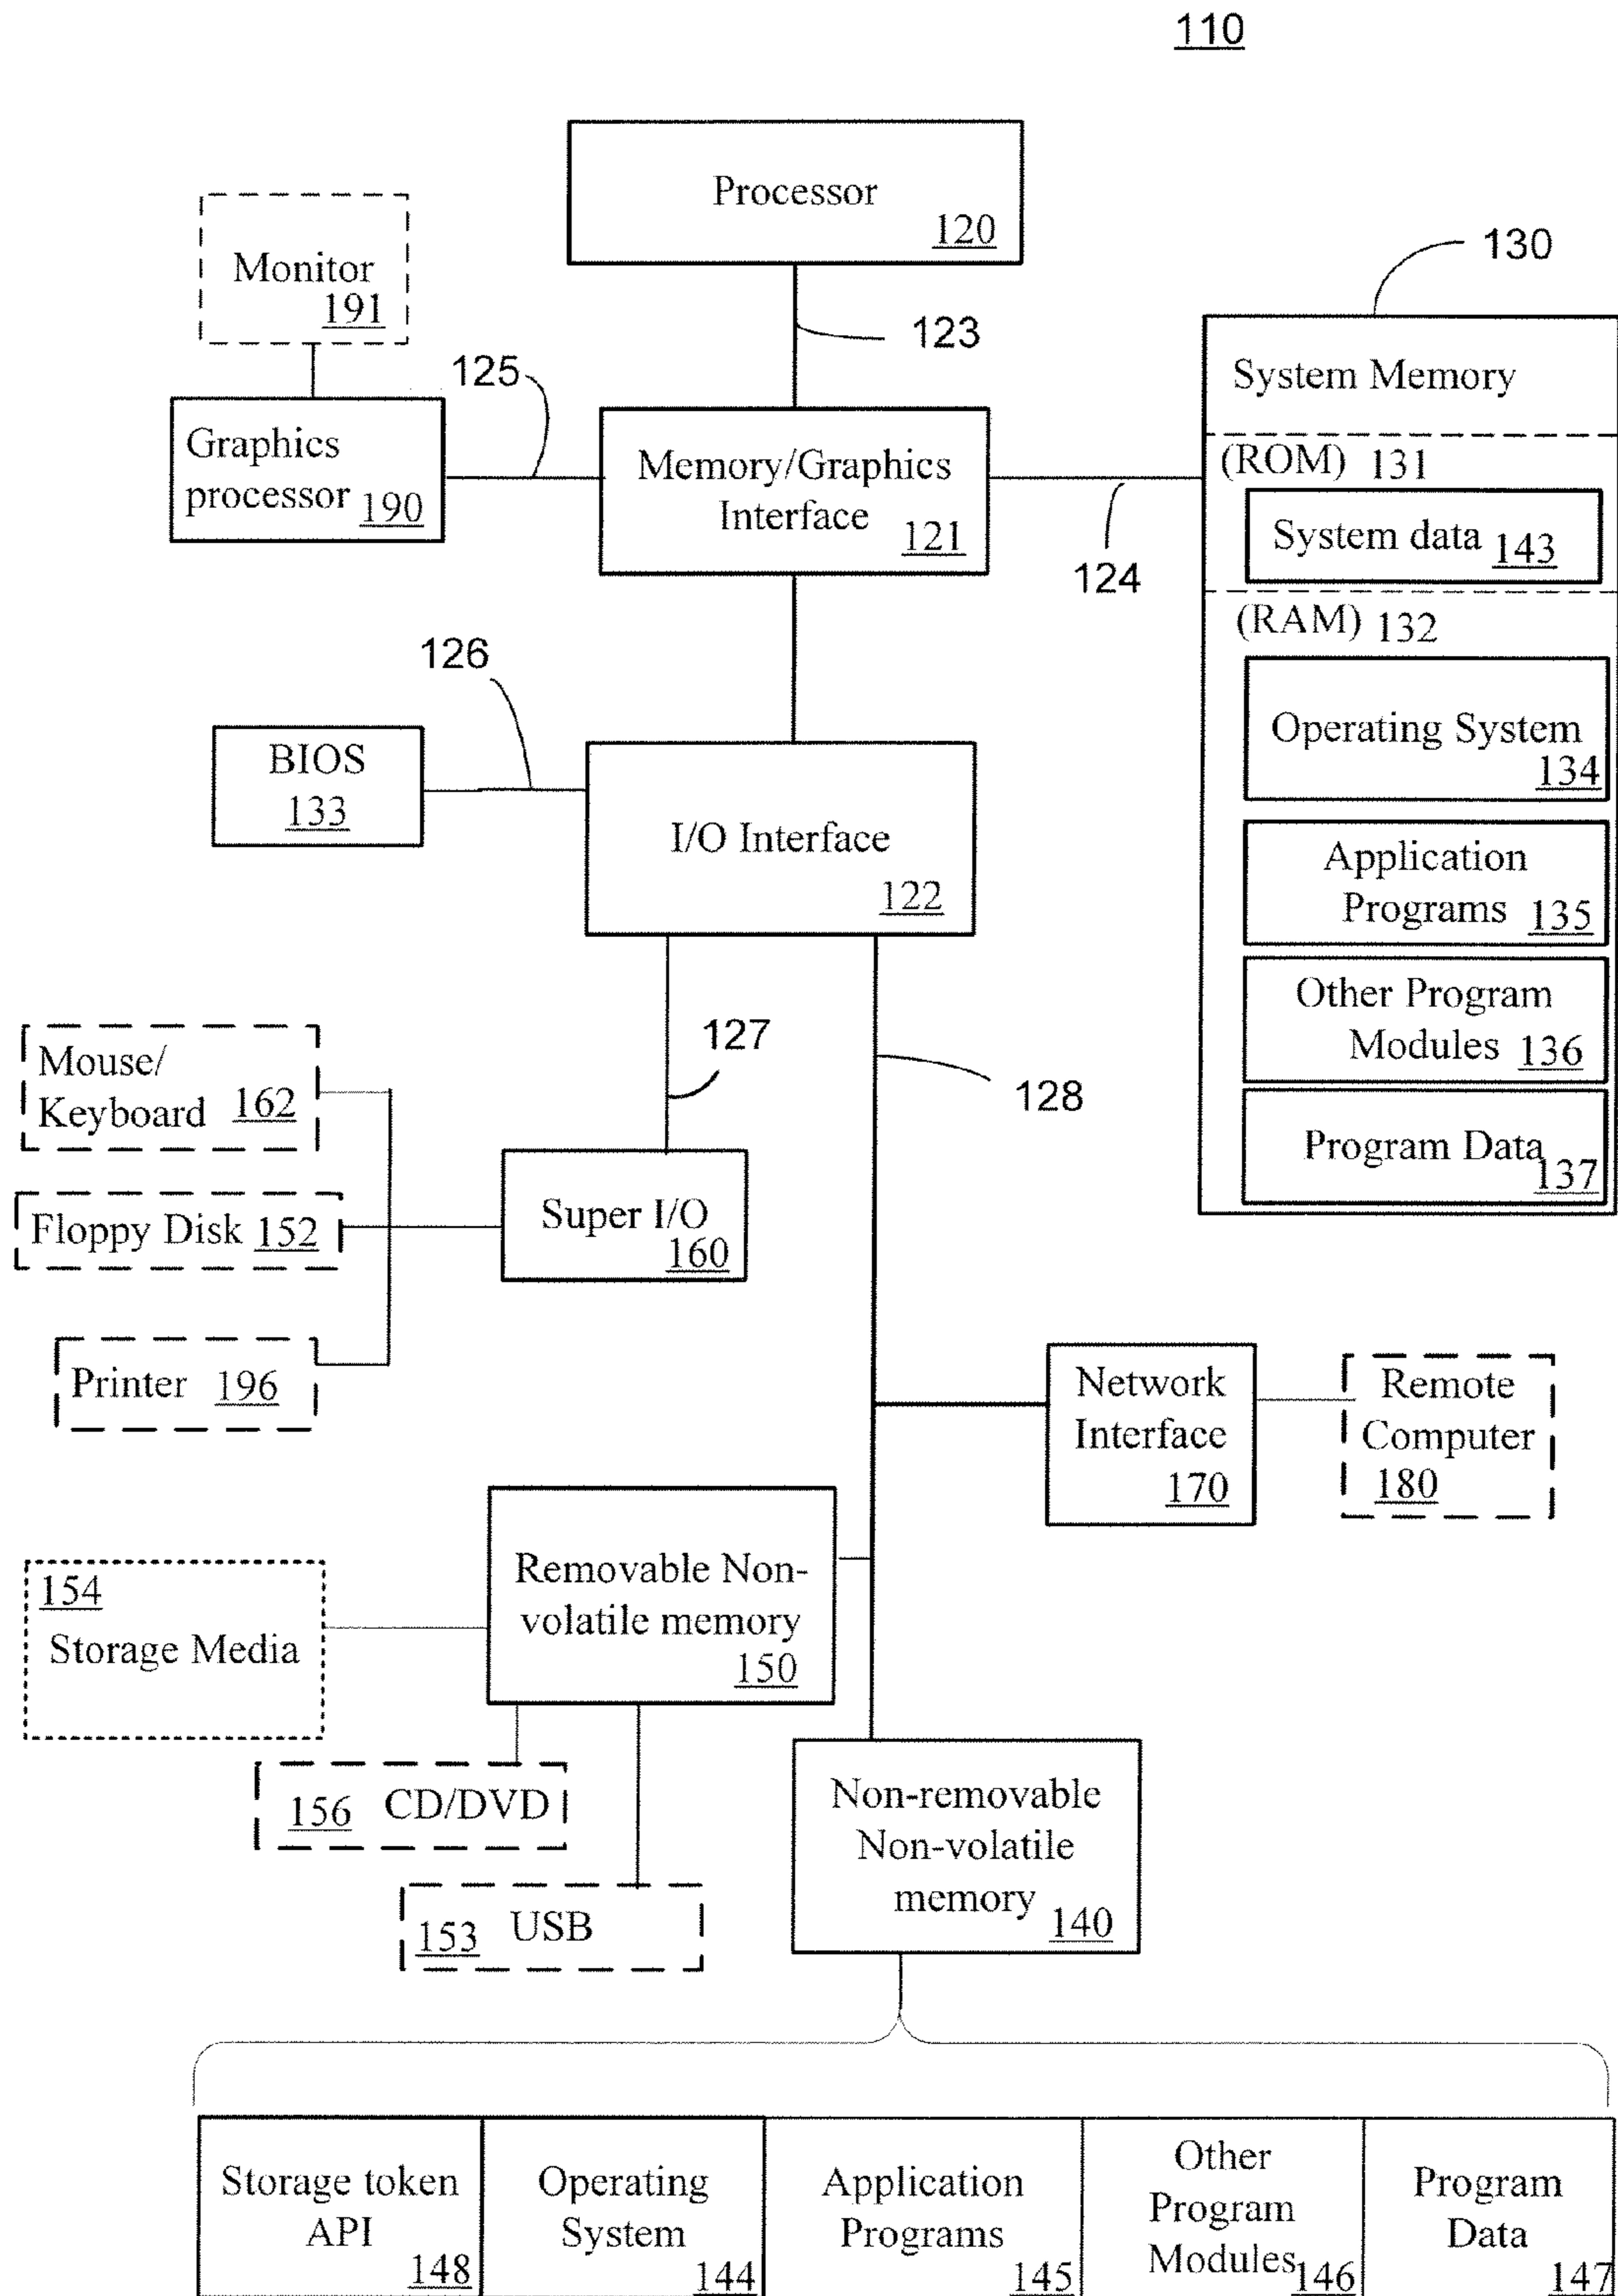 110
Processor
120
Monitor
191
130
123
125
System Memory
Graphics
processor 190
Memory/Graphics
Interface
121
(ROM) 131
System data 143
124
(RAM) 132
126
Operating System
134
BIOS
133
I/O Interface
122
Application
Programs 135
Other Program
Modules 136
127
128
Mouse/
Keyboard 162
Program Data
137
Super I/O
160
Floppy Disk 152
Printer 196
Network
Interface
170
Remote
Computer
180
Removable Non-
volatile memory
150
154
Storage Media
156 CD/DVD
Non-removable
Non-volatile
memory
140
153 USB
Storage token
API
148
Operating
System
144
Application
Programs
145
Other
Program
Modules 146
Program
Data
147